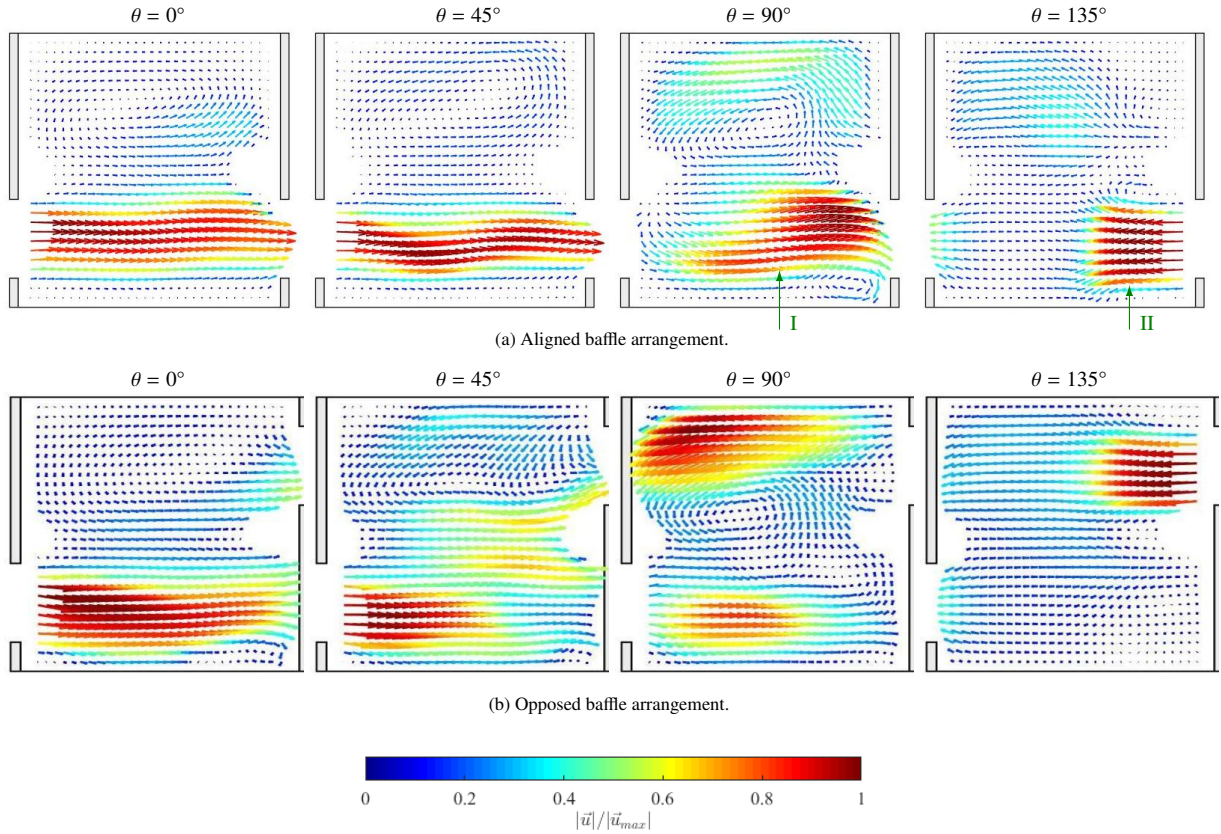 θ = 0° θ = 45° θ = 90° θ = 135°
I II
(a) Aligned baffle arrangement.
θ = 0° θ = 45° θ = 90° θ = 135°
(b) Opposed baffle arrangement.
0 0.2 0.4 0.6 0.8 1
|u⃗|/|u⃗max|